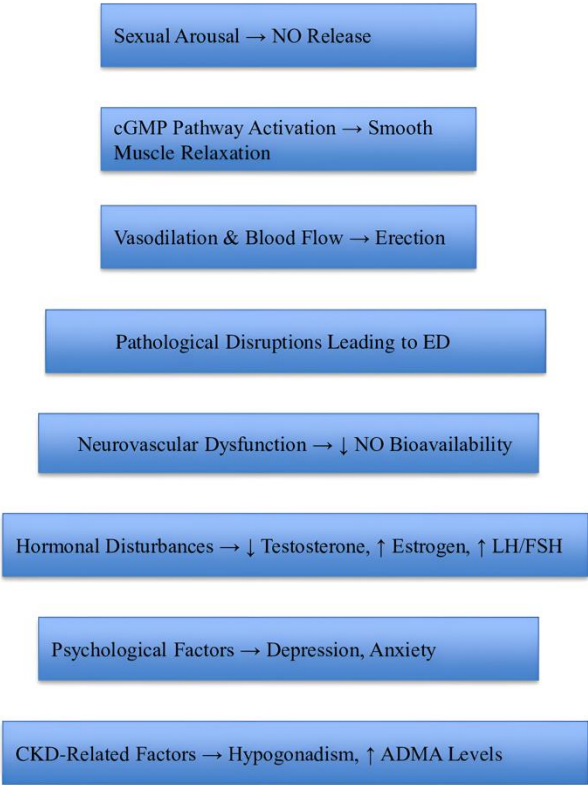 Sexual Arousal → NO Release
cGMP Pathway Activation → Smooth
Muscle Relaxation
Vasodilation & Blood Flow → Erection
Pathological Disruptions Leading to ED
Neurovascular Dysfunction → ↓ NO Bioavailability
Hormonal Disturbances → ↓ Testosterone, ↑ Estrogen, ↑ LH/FSH
Psychological Factors → Depression, Anxiety
CKD-Related Factors → Hypogonadism, ↑ ADMA Levels